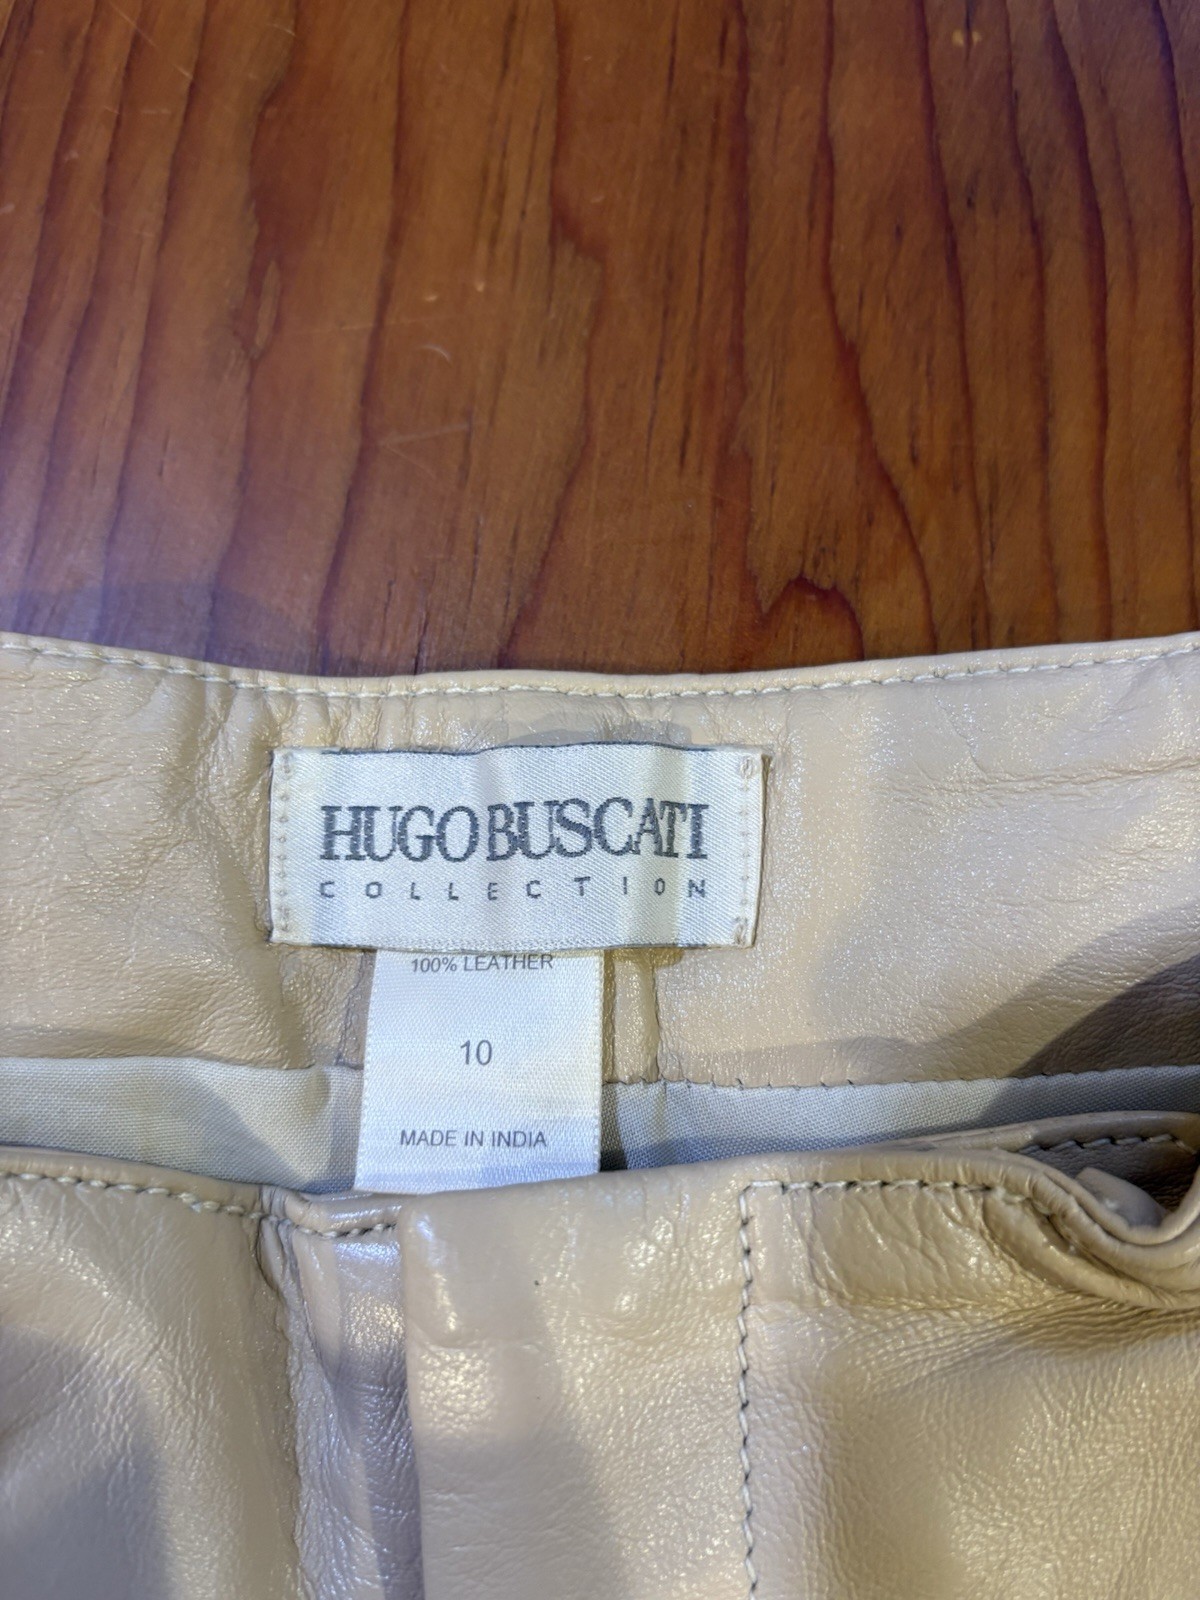 HUGO BUSCATI
COLLECTION
100% LEATHER
10
MADE IN INDIA